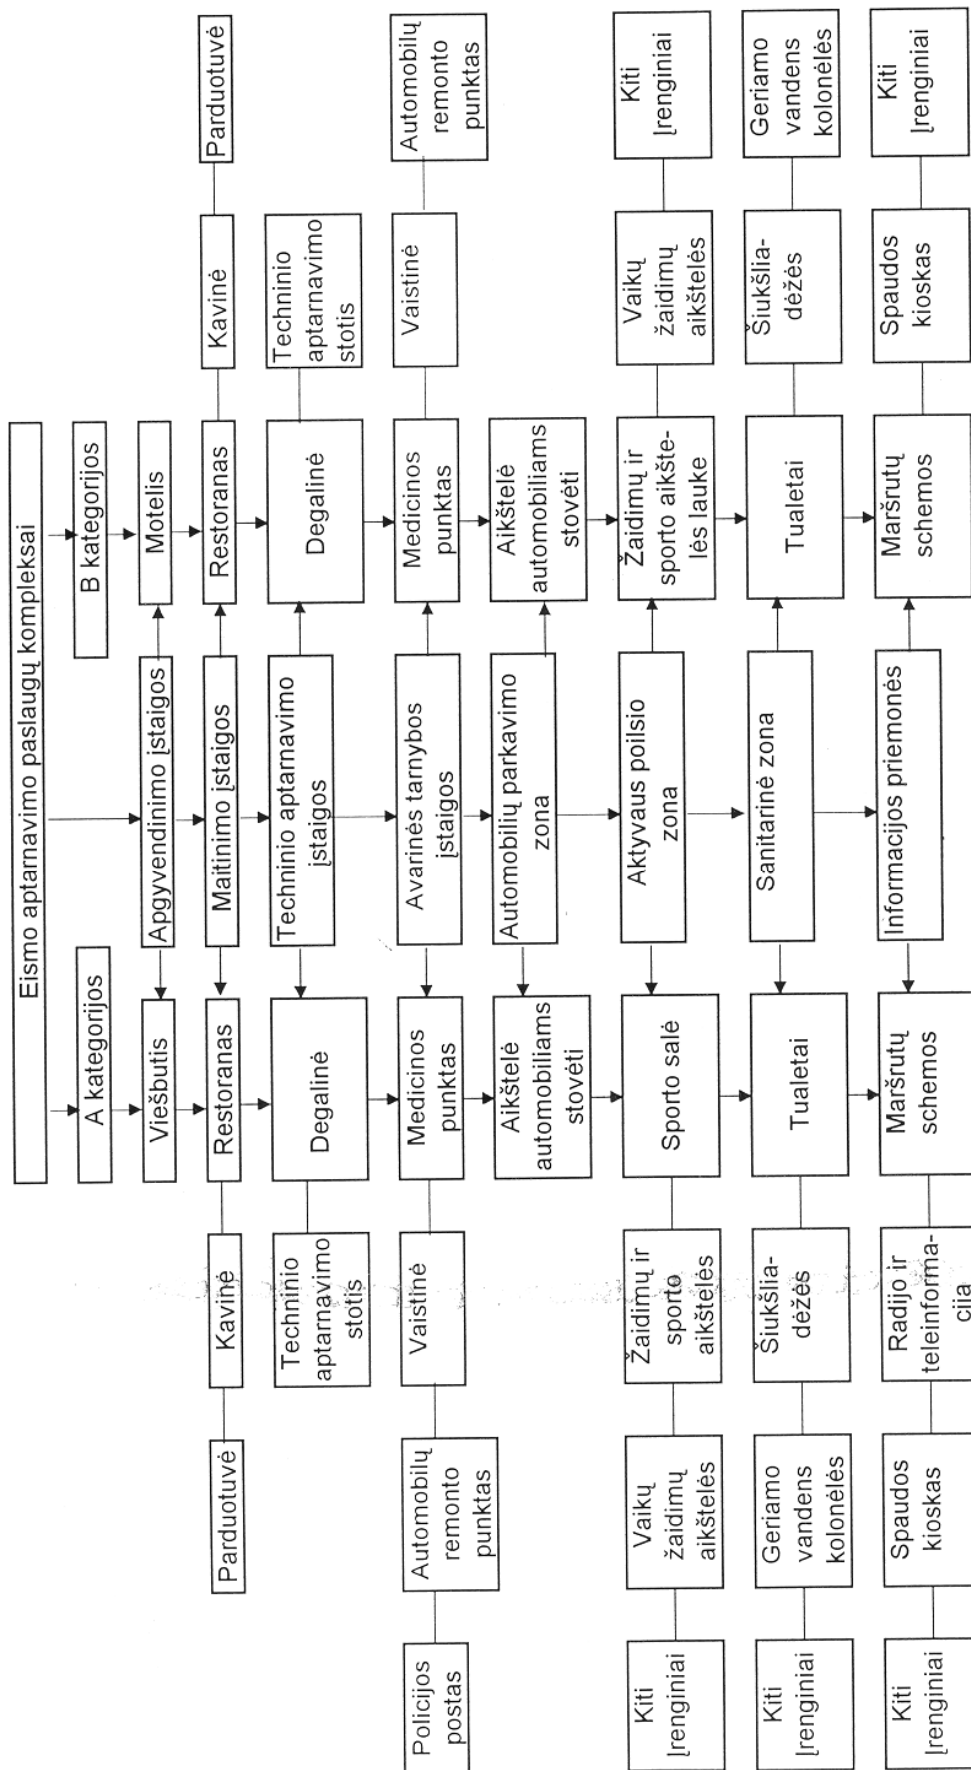 Eismo aptarnavimo paslaugų kompleksai
A kategorijos
B kategorijos
Viešbutis
Apgyvendinimo įstaigos
Motelis
Parduotuvė
Kavinė
Restoranas
Maitinimo įstaigos
Restoranas
Kavinė
Parduotuvė
Techninio
aptarnavimo
stotis
Degalinė
Techninio aptarnavimo
įstaigos
Degalinė
Techninio
aptarnavimo
stotis
Policijos
postas
Automobilų
remonto
punktas
Vaistinė
Medicinos
punktas
Avarinės tarnybos
įstaigos
Medicinos
punktas
Vaistinė
Automobilų
remonto
punktas
Aikštelė
automobiliams
stovėti
Automobilų parkavimo
zona
Aikštelė
automobiliams
stovėti
Kiti
Įrenginiai
Vaikų
žaidimų
aikštelės
Žaidimų ir
sporto
aikštelės
Sporto salė
Aktyvaus poilsio
zona
Žaidimų ir
sporto aikšte-
lės lauke
Vaikų
žaidimų
aikštelės
Kiti
Įrenginiai
Kiti
Įrenginiai
Geriamo
vandens
kolonėlės
Šiukšlia-
dėžės
Tualetai
Sanitarinė zona
Tualetai
Šiukšlia-
dėžės
Geriamo
vandens
kolonėlės
Kiti
Įrenginiai
Spaudos
kioskas
Radijo ir
teleinforma-
cija
Maršrutų
schemos
Informacijos priemonės
Maršrutų
schemos
Spaudos
kioskas
Kiti
Įrenginiai